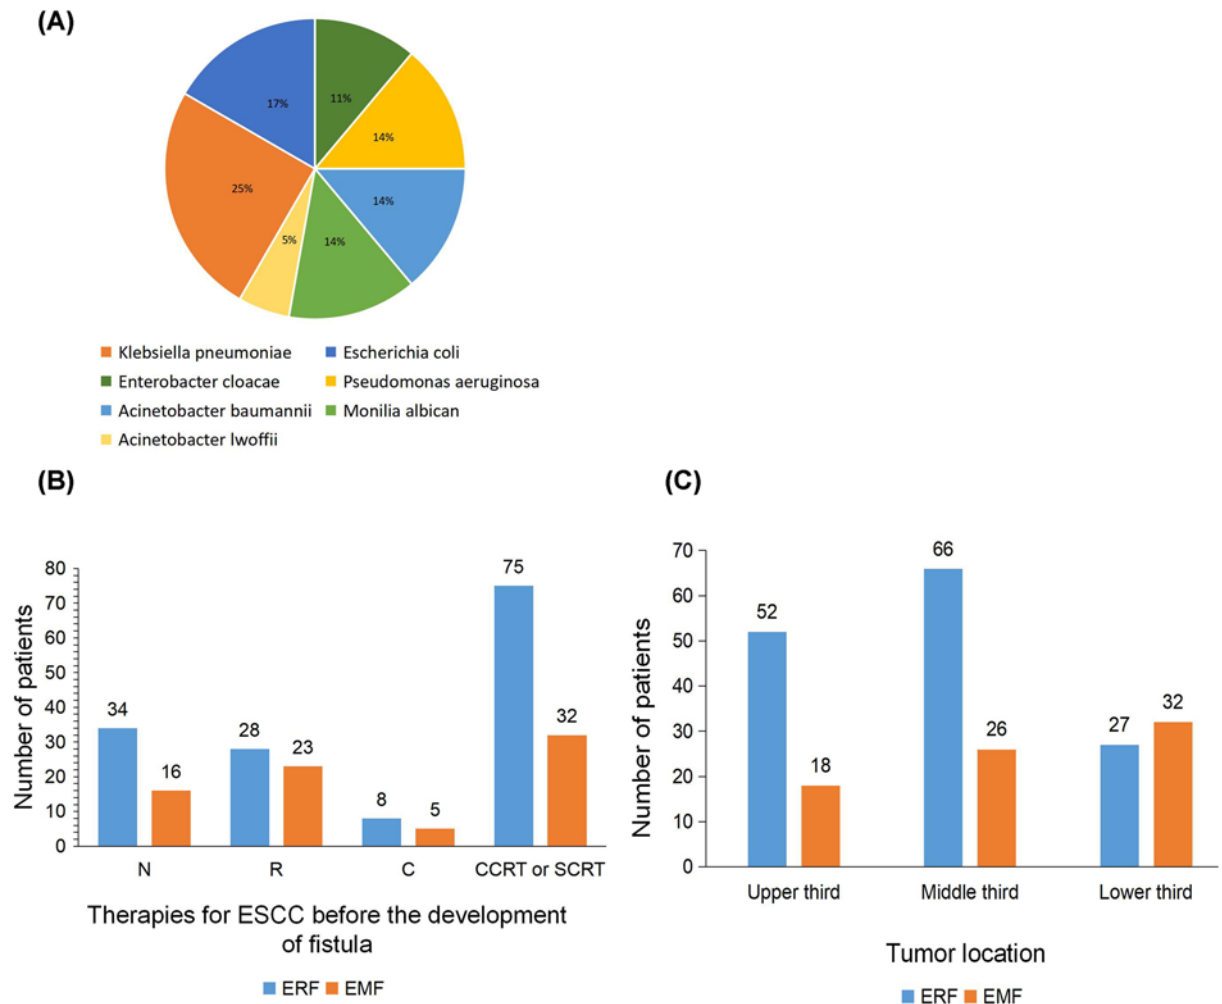 (A)
17%
11%
14%
25%
14%
5%
14%
Klebsiella pneumoniae
Escherichia coli
Enterobacter cloacae
Pseudomonas aeruginosa
Acinetobacter baumannii
Monilia albican
Acinetobacter lwoffii
(B)
Number of patients
80
70
60
50
40
30
20
10
0
34
16
28
23
8
5
75
32
N
R
C
CCRT or SCRT
Therapies for ESCC before the development
of fistula
ERF
EMF
(C)
Number of patients
70
60
50
40
30
20
10
0
52
18
66
26
27
32
Upper third
Middle third
Lower third
Tumor location
ERF
EMF